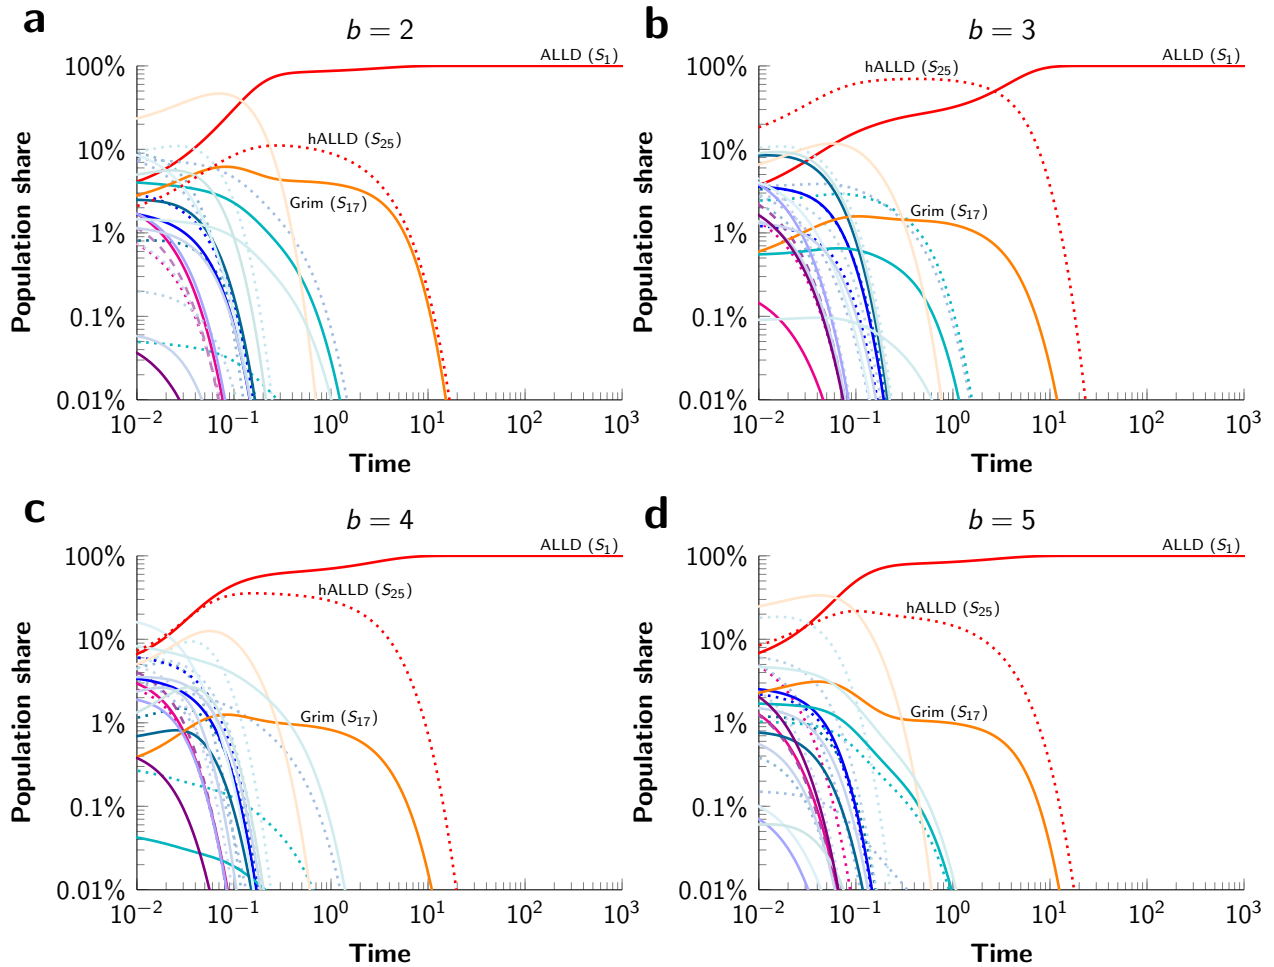 a
b = 2
100%
10%
1%
0.1%
0.01%
Population share
ALLD (S1)
hALLD (S25)
Grim (S17)
10−2 10−1 100 101 102 103
Time
b
b = 3
100%
10%
1%
0.1%
0.01%
Population share
ALLD (S1)
hALLD (S25)
Grim (S17)
10−2 10−1 100 101 102 103
Time
c
b = 4
100%
10%
1%
0.1%
0.01%
Population share
ALLD (S1)
hALLD (S25)
Grim (S17)
10−2 10−1 100 101 102 103
Time
d
b = 5
100%
10%
1%
0.1%
0.01%
Population share
ALLD (S1)
hALLD (S25)
Grim (S17)
10−2 10−1 100 101 102 103
Time